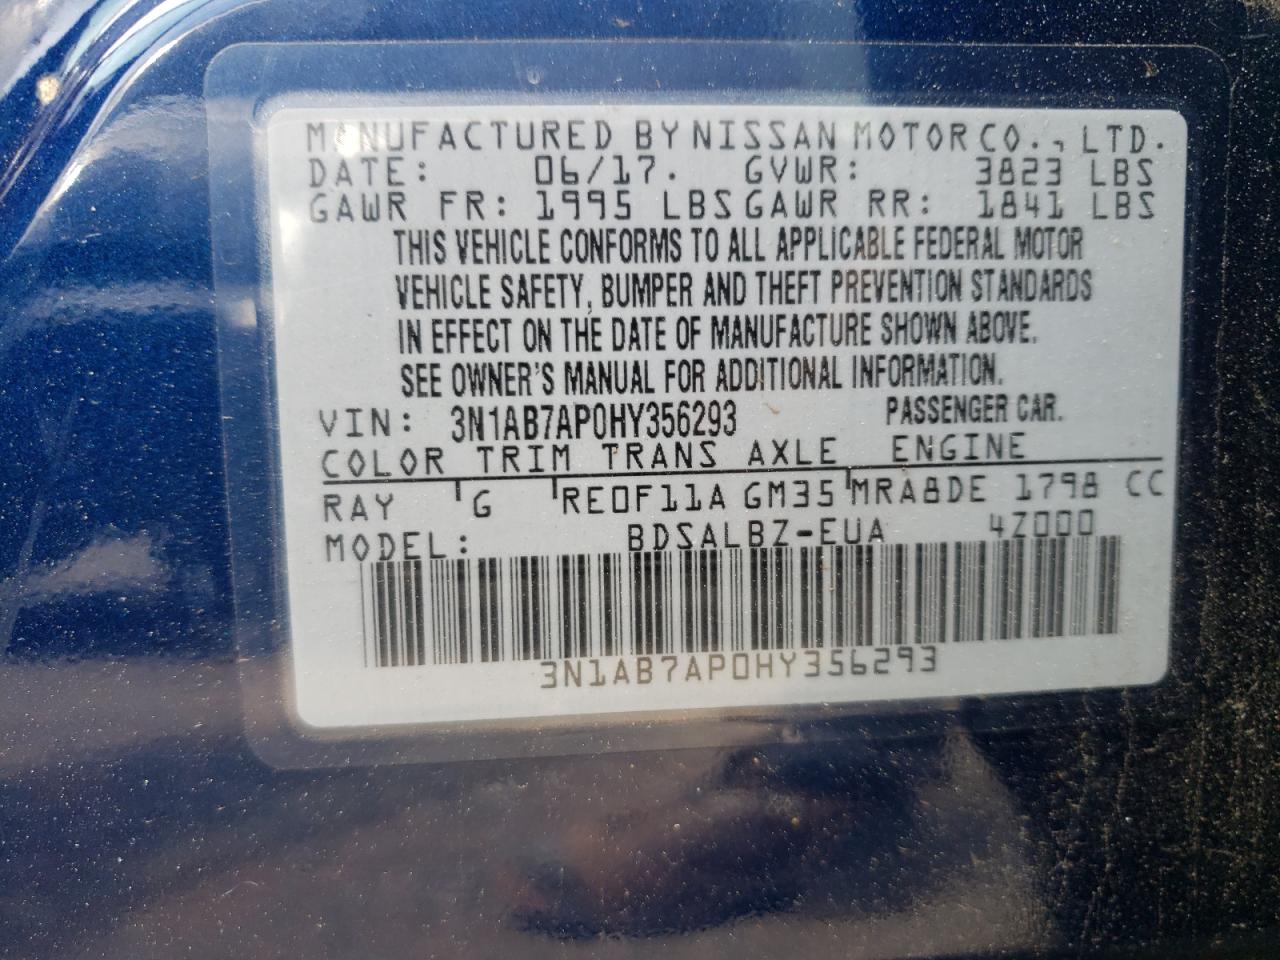 MANUFACTURED BY NISSAN MOTOR CO., LTD.
DATE: 06/17. GVWR: 3823 LBS
GAWR FR: 1995 LBS GAWR RR: 1841 LBS
THIS VEHICLE CONFORMS TO ALL APPLICABLE FEDERAL MOTOR
VEHICLE SAFETY, BUMPER AND THEFT PREVENTION STANDARDS
IN EFFECT ON THE DATE OF MANUFACTURE SHOWN ABOVE.
SEE OWNER'S MANUAL FOR ADDITIONAL INFORMATION.
VIN: 3N1AB7AP0HY356293 PASSENGER CAR.
COLOR TRIM TRANS AXLE ENGINE
RAY G RE0F11A GM35 MRA8DE 1798 CC
MODEL: BDSALBZ-EUA 4Z000
3N1AB7AP0HY356293